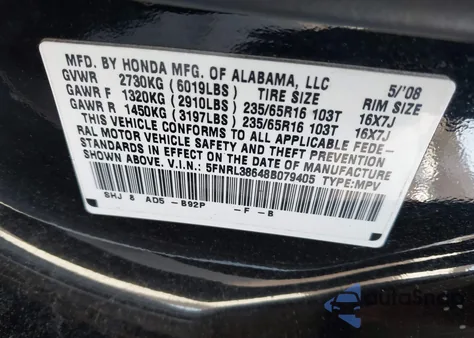 MFD. BY HONDA MFG. OF ALABAMA, LLC 5/'08
GVWR 2730KG (6019LBS) TIRE SIZE RIM SIZE
GAWR F 1320KG (2910LBS) 235/65R16 103T 16X7J
GAWR R 1450KG (3197LBS) 235/65R16 103T 16X7J
THIS VEHICLE CONFORMS TO ALL APPLICABLE FEDE-
RAL MOTOR VEHICLE SAFETY AND THEFT PREVENTION
STANDARDS IN EFFECT ON THE DATE OF MANUFACTURE
SHOWN ABOVE. V.I.N.: 5FNRL38648B079405 TYPE:MPV
SHJ 8 AD5 -B92P -F -B